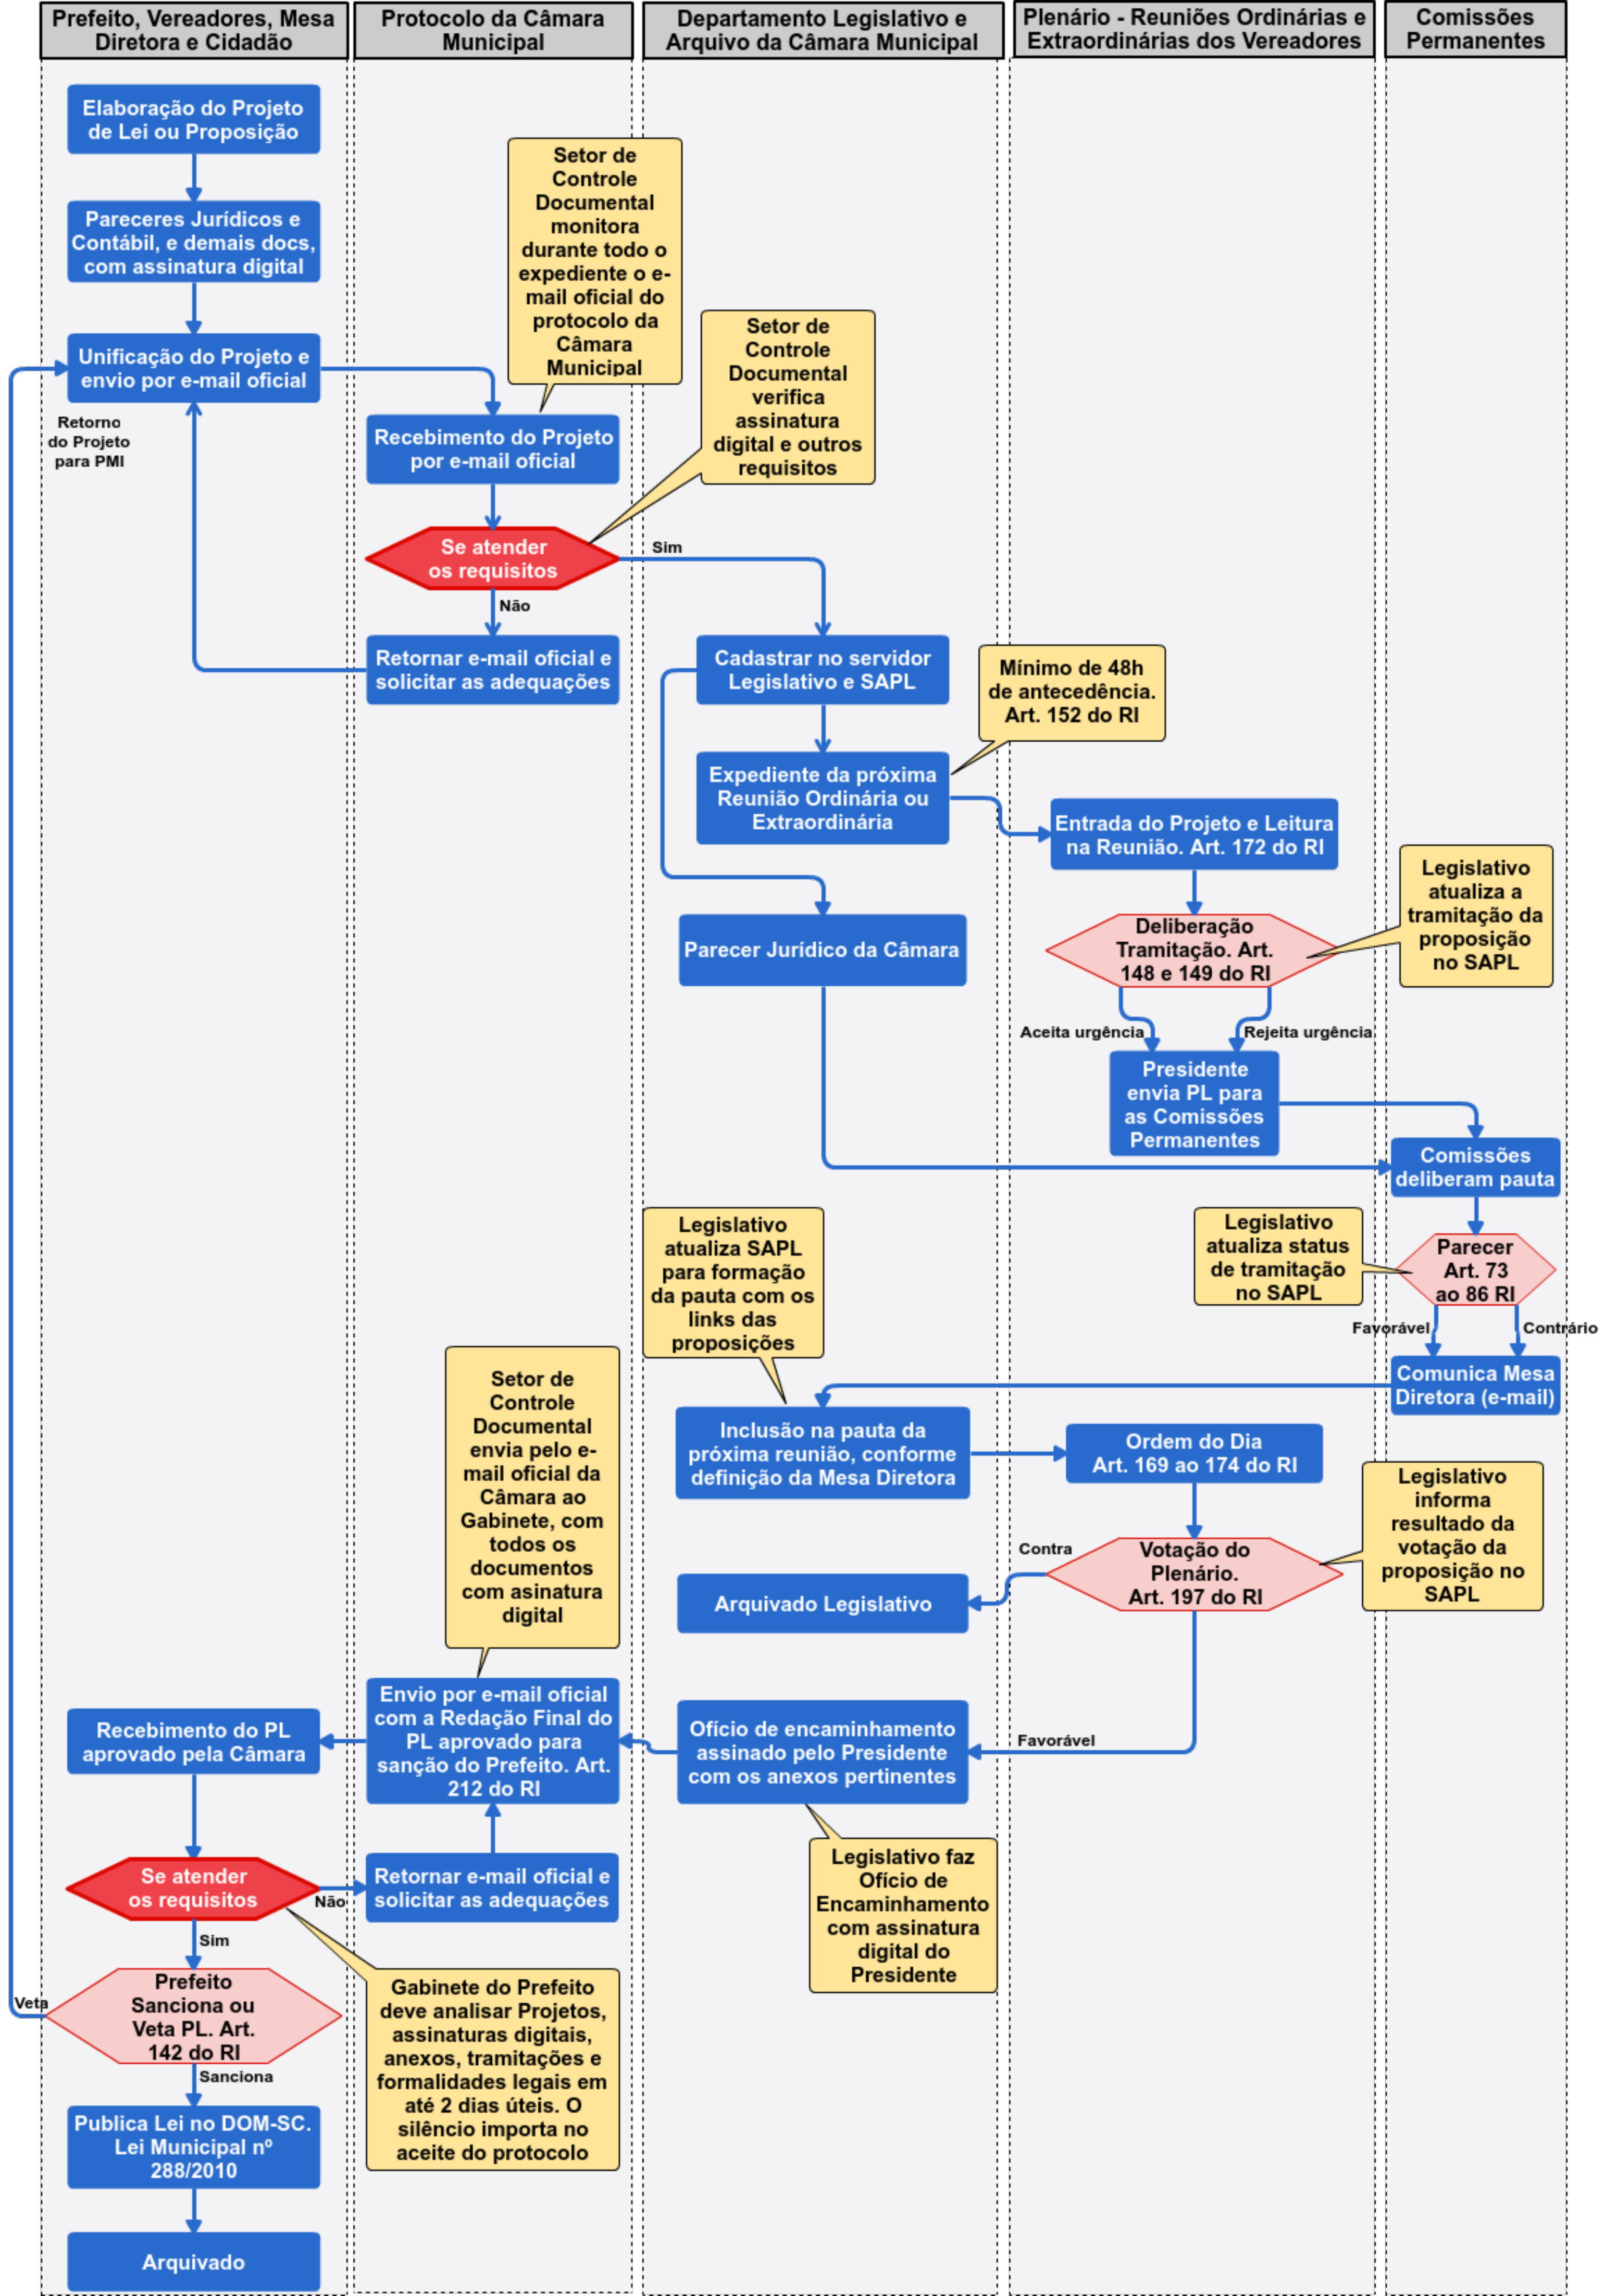 Prefeito, Vereadores, Mesa
Diretora e Cidadão
Protocolo da Câmara
Municipal
Departamento Legislativo e
Arquivo da Câmara Municipal
Plenário - Reuniões Ordinárias e
Extraordinárias dos Vereadores
Comissões
Permanentes
Elaboração do Projeto
de Lei ou Proposição
Pareceres Jurídicos e
Contábil, e demais docs,
com assinatura digital
Unificação do Projeto e
envio por e-mail oficial
Retorno
do Projeto
para PMI
Setor de
Controle
Documental
monitora
durante todo o
expediente o e-
mail oficial do
protocolo da
Câmara
Municipal
Recebimento do Projeto
por e-mail oficial
Setor de
Controle
Documental
verifica
assinatura
digital e outros
requisitos
Se atender
os requisitos
Sim
Não
Retornar e-mail oficial e
solicitar as adequações
Cadastrar no servidor
Legislativo e SAPL
Mínimo de 48h
de antecedência.
Art. 152 do RI
Expediente da próxima
Reunião Ordinária ou
Extraordinária
Entrada do Projeto e Leitura
na Reunião. Art. 172 do RI
Legislativo
atualiza a
tramitação da
proposição
no SAPL
Parecer Jurídico da Câmara
Deliberação
Tramitação. Art.
148 e 149 do RI
Aceita urgência
Rejeita urgência
Presidente
envia PL para
as Comissões
Permanentes
Comissões
deliberam pauta
Legislativo
atualiza SAPL
para formação
da pauta com os
links das
proposições
Legislativo
atualiza status
de tramitação
no SAPL
Parecer
Art. 73
ao 86 RI
Favorável
Contrário
Comunica Mesa
Diretora (e-mail)
Setor de
Controle
Documental
envia pelo e-
mail oficial da
Câmara ao
Gabinete, com
todos os
documentos
com asinatura
digital
Inclusão na pauta da
próxima reunião, conforme
definição da Mesa Diretora
Ordem do Dia
Art. 169 ao 174 do RI
Legislativo
informa
resultado da
votação da
proposição no
SAPL
Contra
Votação do
Plenário.
Art. 197 do RI
Arquivado Legislativo
Recebimento do PL
aprovado pela Câmara
Envio por e-mail oficial
com a Redação Final do
PL aprovado para
sanção do Prefeito. Art.
212 do RI
Ofício de encaminhamento
assinado pelo Presidente
com os anexos pertinentes
Favorável
Se atender
os requisitos
Não
Retornar e-mail oficial e
solicitar as adequações
Legislativo faz
Ofício de
Encaminhamento
com assinatura
digital do
Presidente
Sim
Prefeito
Sanciona ou
Veta PL. Art.
142 do RI
Veta
Sanciona
Gabinete do Prefeito
deve analisar Projetos,
assinaturas digitais,
anexos, tramitações e
formalidades legais em
até 2 dias úteis. O
silêncio importa no
aceite do protocolo
Publica Lei no DOM-SC.
Lei Municipal nº
288/2010
Arquivado